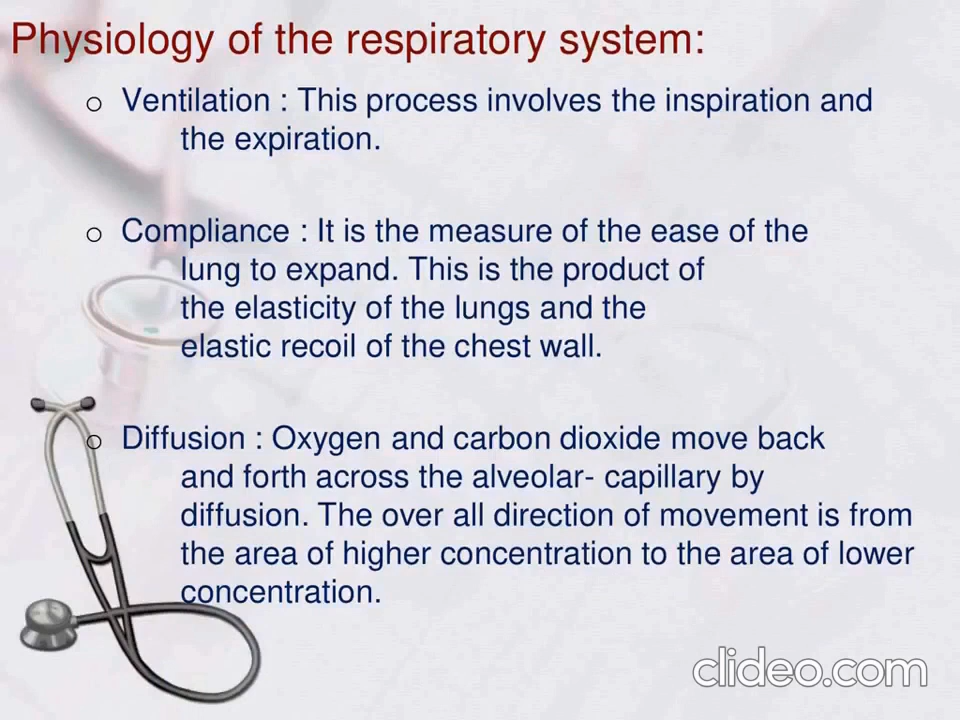 Physiology of the respiratory system:
o Ventilation : This process involves the inspiration and
the expiration.
o Compliance : It is the measure of the ease of the
lung to expand. This is the product of
the elasticity of the lungs and the
elastic recoil of the chest wall.
o Diffusion : Oxygen and carbon dioxide move back
and forth across the alveolar- capillary by
diffusion. The over all direction of movement is from
the area of higher concentration to the area of lower
concentration.
clideo.com